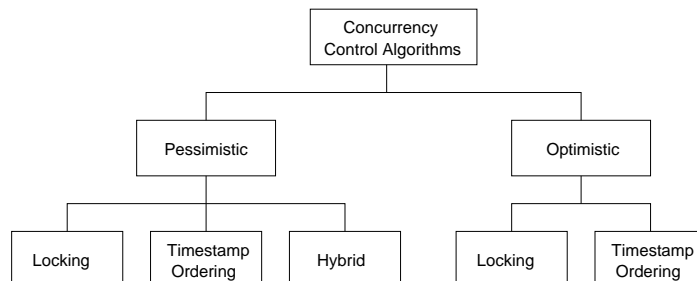 Concurrency
Control Algorithms
Pessimistic
Optimistic
Locking
Timestamp
Ordering
Hybrid
Locking
Timestamp
Ordering